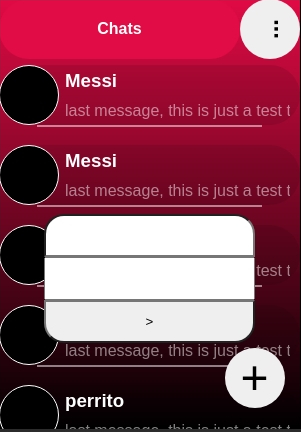 Chats
Messi
last message, this is just a test t
Messi
last message, this is just a test t
test t
>
last message, this is just a test t
perrito
last message, this is just a test t